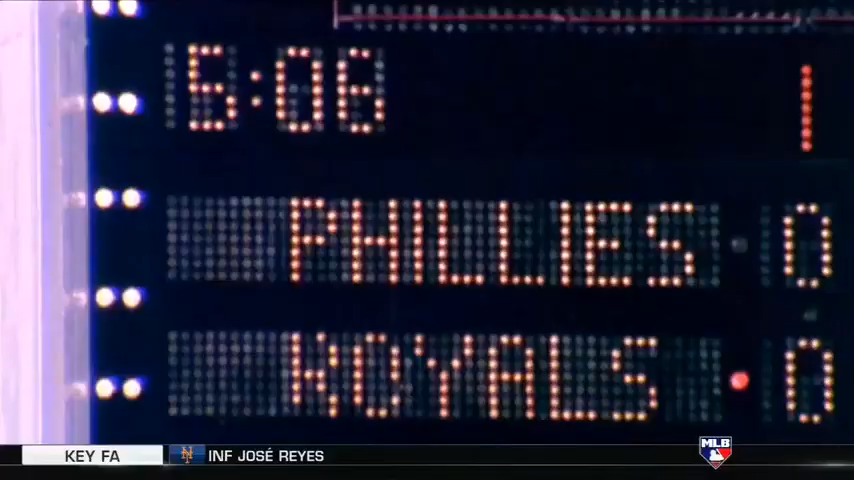 5:06 1
PHILLIES 0
ROYALS 0
KEY FA INF JOSÉ REYES MLB